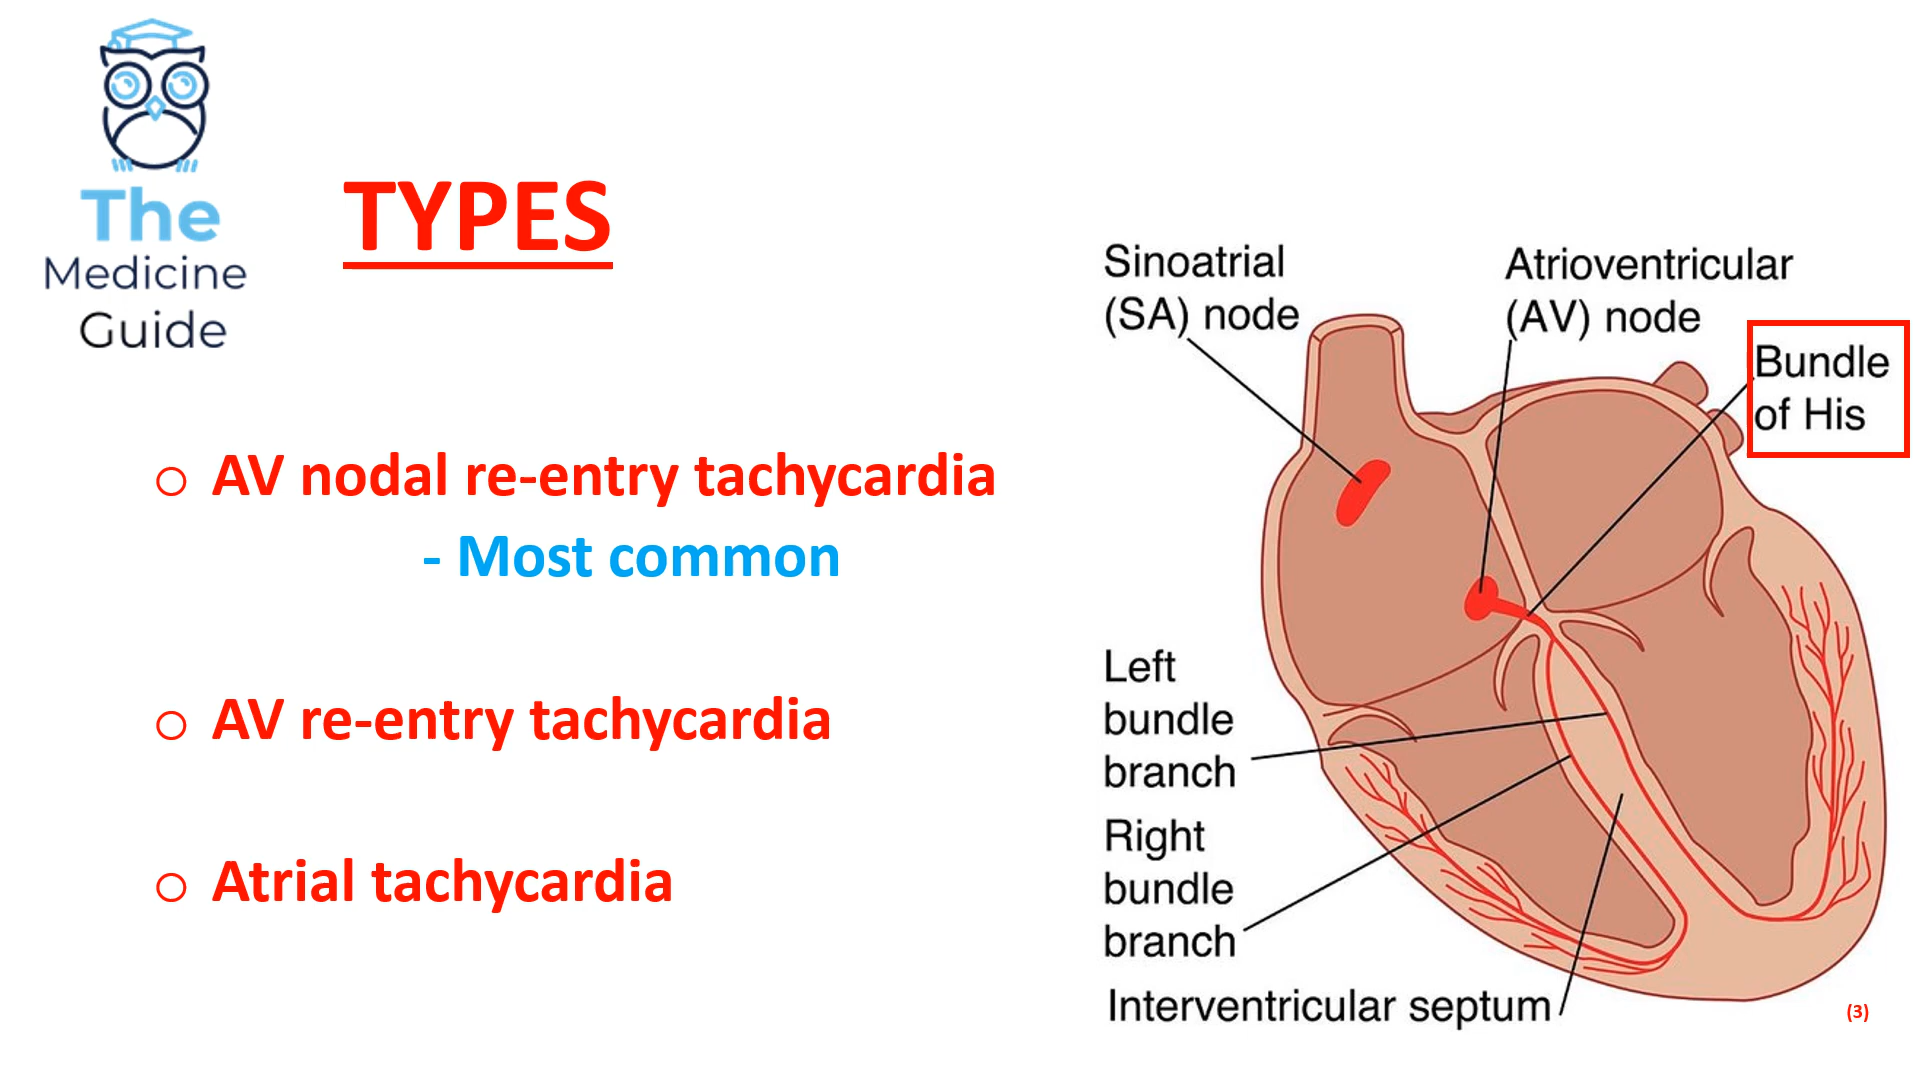 The
Medicine
Guide
TYPES
o AV nodal re-entry tachycardia
- Most common
o AV re-entry tachycardia
o Atrial tachycardia
Sinoatrial
(SA) node
Atrioventricular
(AV) node
Bundle
of His
Left
bundle
branch
Right
bundle
branch
Interventricular septum
(3)